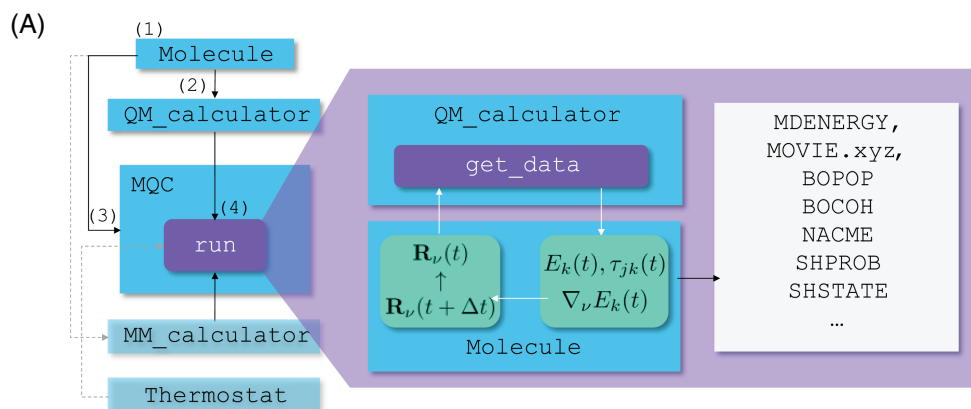 (A)
(1)
Molecule
(2)
QM_calculator
MQC
(3)
(4)
run
MM_calculator
Thermostat
QM_calculator
get_data
R_ν(t)
↑
R_ν(t + Δt)
E_k(t), τ_jk(t)
∇_ν E_k(t)
Molecule
MDENERGY,
MOVIE.xyz,
BOPOP
BOCOH
NACME
SHPROB
SHSTATE
…